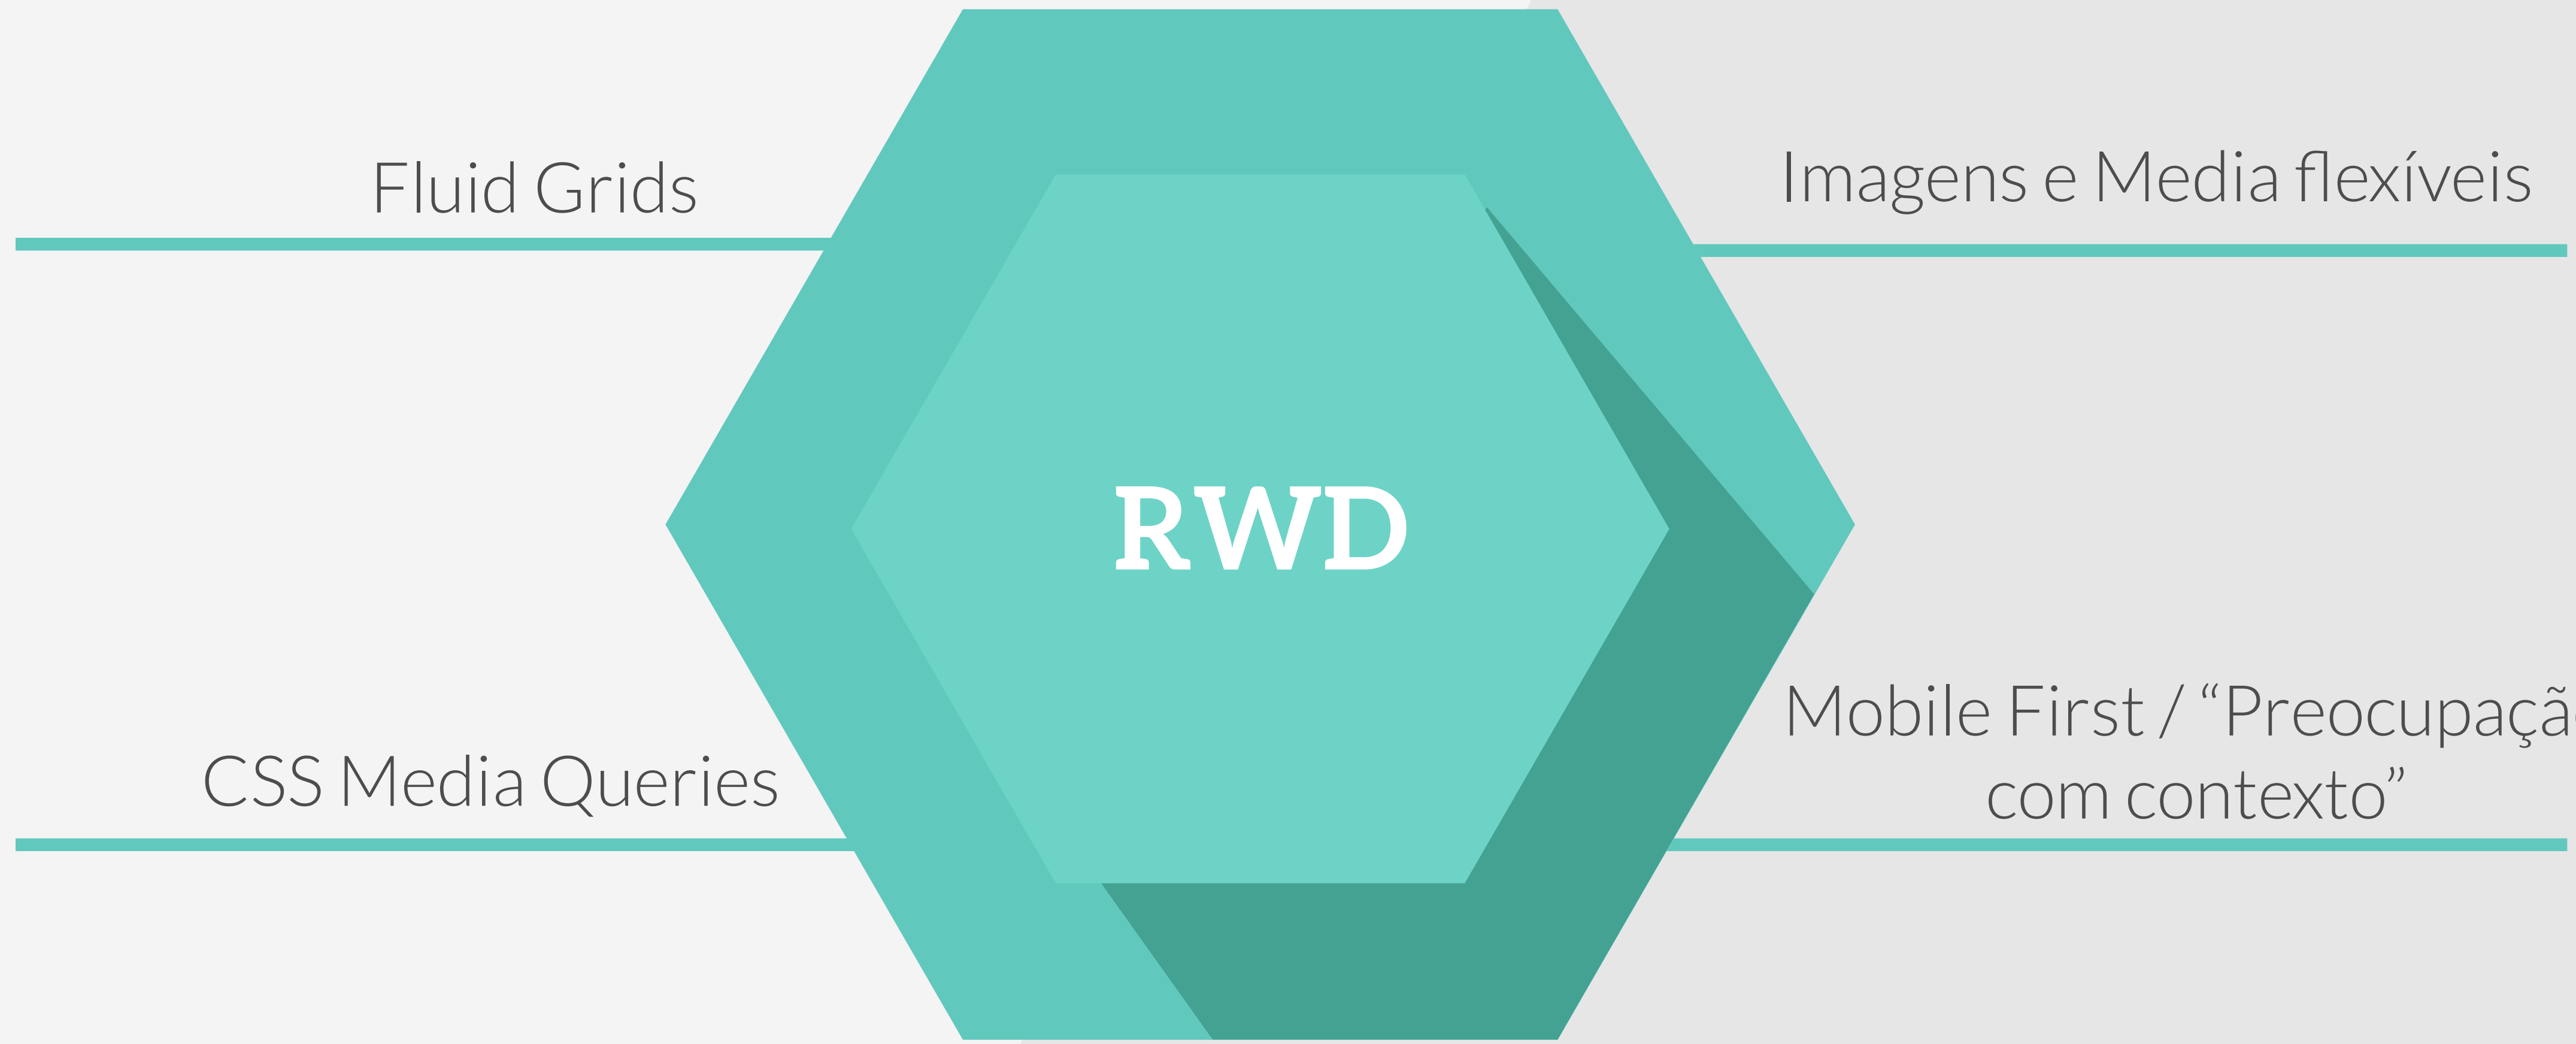 Fluid Grids
Imagens e Media flexíveis
RWD
CSS Media Queries
Mobile First / “Preocupaçã
com contexto”